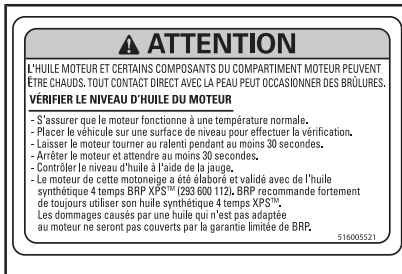 ATTENTION
L'HUILE MOTEUR ET CERTAINS COMPOSANTS DU COMPARTIMENT MOTEUR PEUVENT
ÊTRE CHAUDS. TOUT CONTACT DIRECT AVEC LA PEAU PEUT OCCASIONNER DES BRÛLURES.
VÉRIFIER LE NIVEAU D'HUILE DU MOTEUR
- S'assurer que le moteur fonctionne à une température normale.
- Placer le véhicule sur une surface de niveau pour effectuer la vérification.
- Laisser le moteur tourner au ralenti pendant au moins 30 secondes.
- Arrêter le moteur et attendre au moins 30 secondes.
- Contrôler le niveau d'huile à l'aide de la jauge.
- Le moteur de cette motoneige a été élaboré et validé avec de l'huile
synthétique 4 temps BRP XPS™ (293 600 112). BRP recommande fortement
de toujours utiliser son huile synthétique 4 temps XPS™.
Les dommages causés par une huile qui n'est pas adaptée
au moteur ne seront pas couverts par la garantie limitée de BRP.
516005521